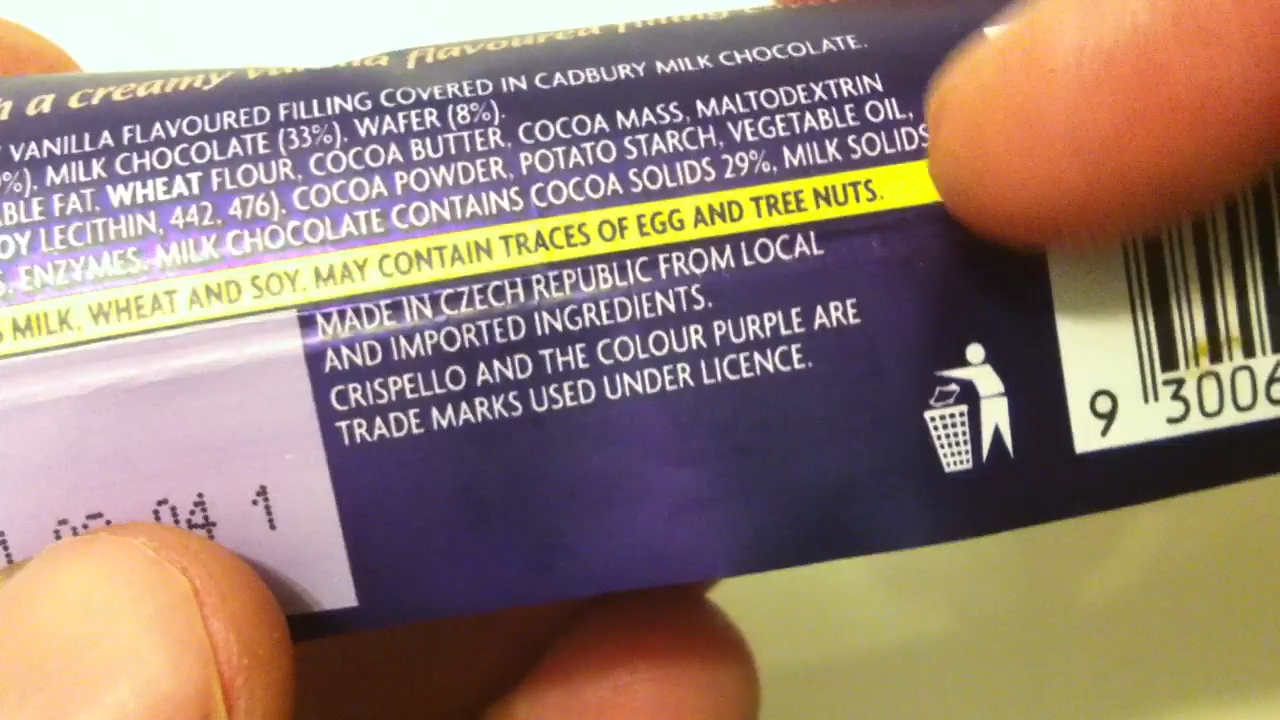 a creamy vanilla flavoured filling
VANILLA FLAVOURED FILLING COVERED IN CADBURY MILK CHOCOLATE.
%), MILK CHOCOLATE (33%), WAFER (8%).
BLE FAT, WHEAT FLOUR, COCOA BUTTER, COCOA MASS, MALTODEXTRIN
OY LECITHIN, 442, 476), COCOA POWDER, POTATO STARCH, VEGETABLE OIL,
ENZYMES. MILK CHOCOLATE CONTAINS COCOA SOLIDS 29%, MILK SOLIDS
MILK, WHEAT AND SOY. MAY CONTAIN TRACES OF EGG AND TREE NUTS.
MADE IN CZECH REPUBLIC FROM LOCAL
AND IMPORTED INGREDIENTS.
CRISPELLO AND THE COLOUR PURPLE ARE
TRADE MARKS USED UNDER LICENCE.
9 3006
1